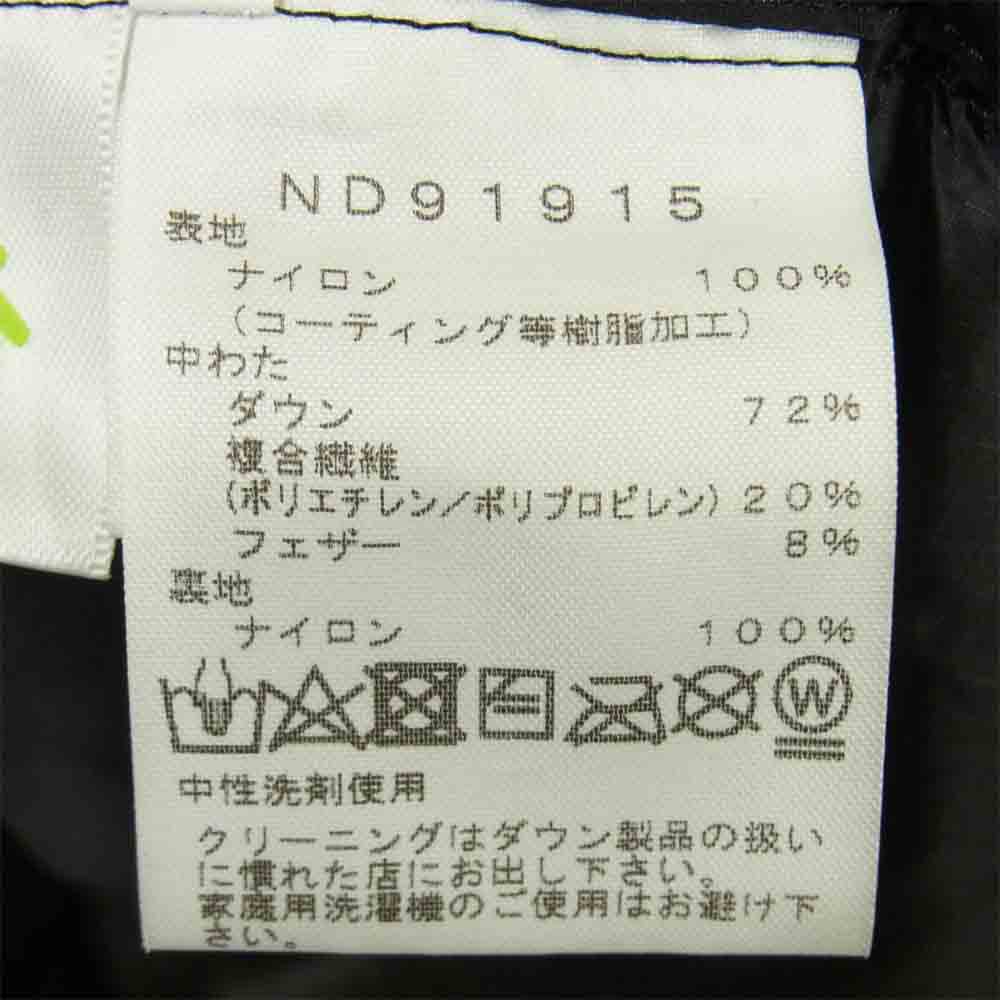 ND91915
表地
ナイロン 100%
(コーティング等樹脂加工)
中わた
ダウン 72%
複合繊維
(ポリエチレン/ポリプロピレン) 20%
フェザー 8%
裏地
ナイロン 100%
W
中性洗剤使用
クリーニングはダウン製品の扱い
に慣れた店にお出し下さい。
家庭用洗濯機のご使用はお避け下
さい。